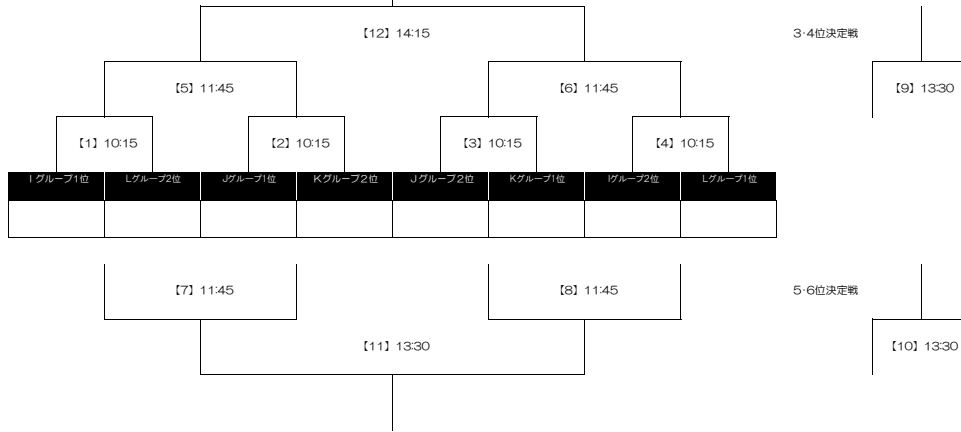 【12】 14:15
3・4位決定戦
【5】 11:45
【6】 11:45
【9】 13:30
【1】 10:15
【2】 10:15
【3】 10:15
【4】 10:15
Iグループ1位
Lグループ2位
Jグループ1位
Kグループ2位
Jグループ2位
Kグループ1位
Iグループ2位
Lグループ1位
【7】 11:45
【8】 11:45
5・6位決定戦
【11】 13:30
【10】 13:30